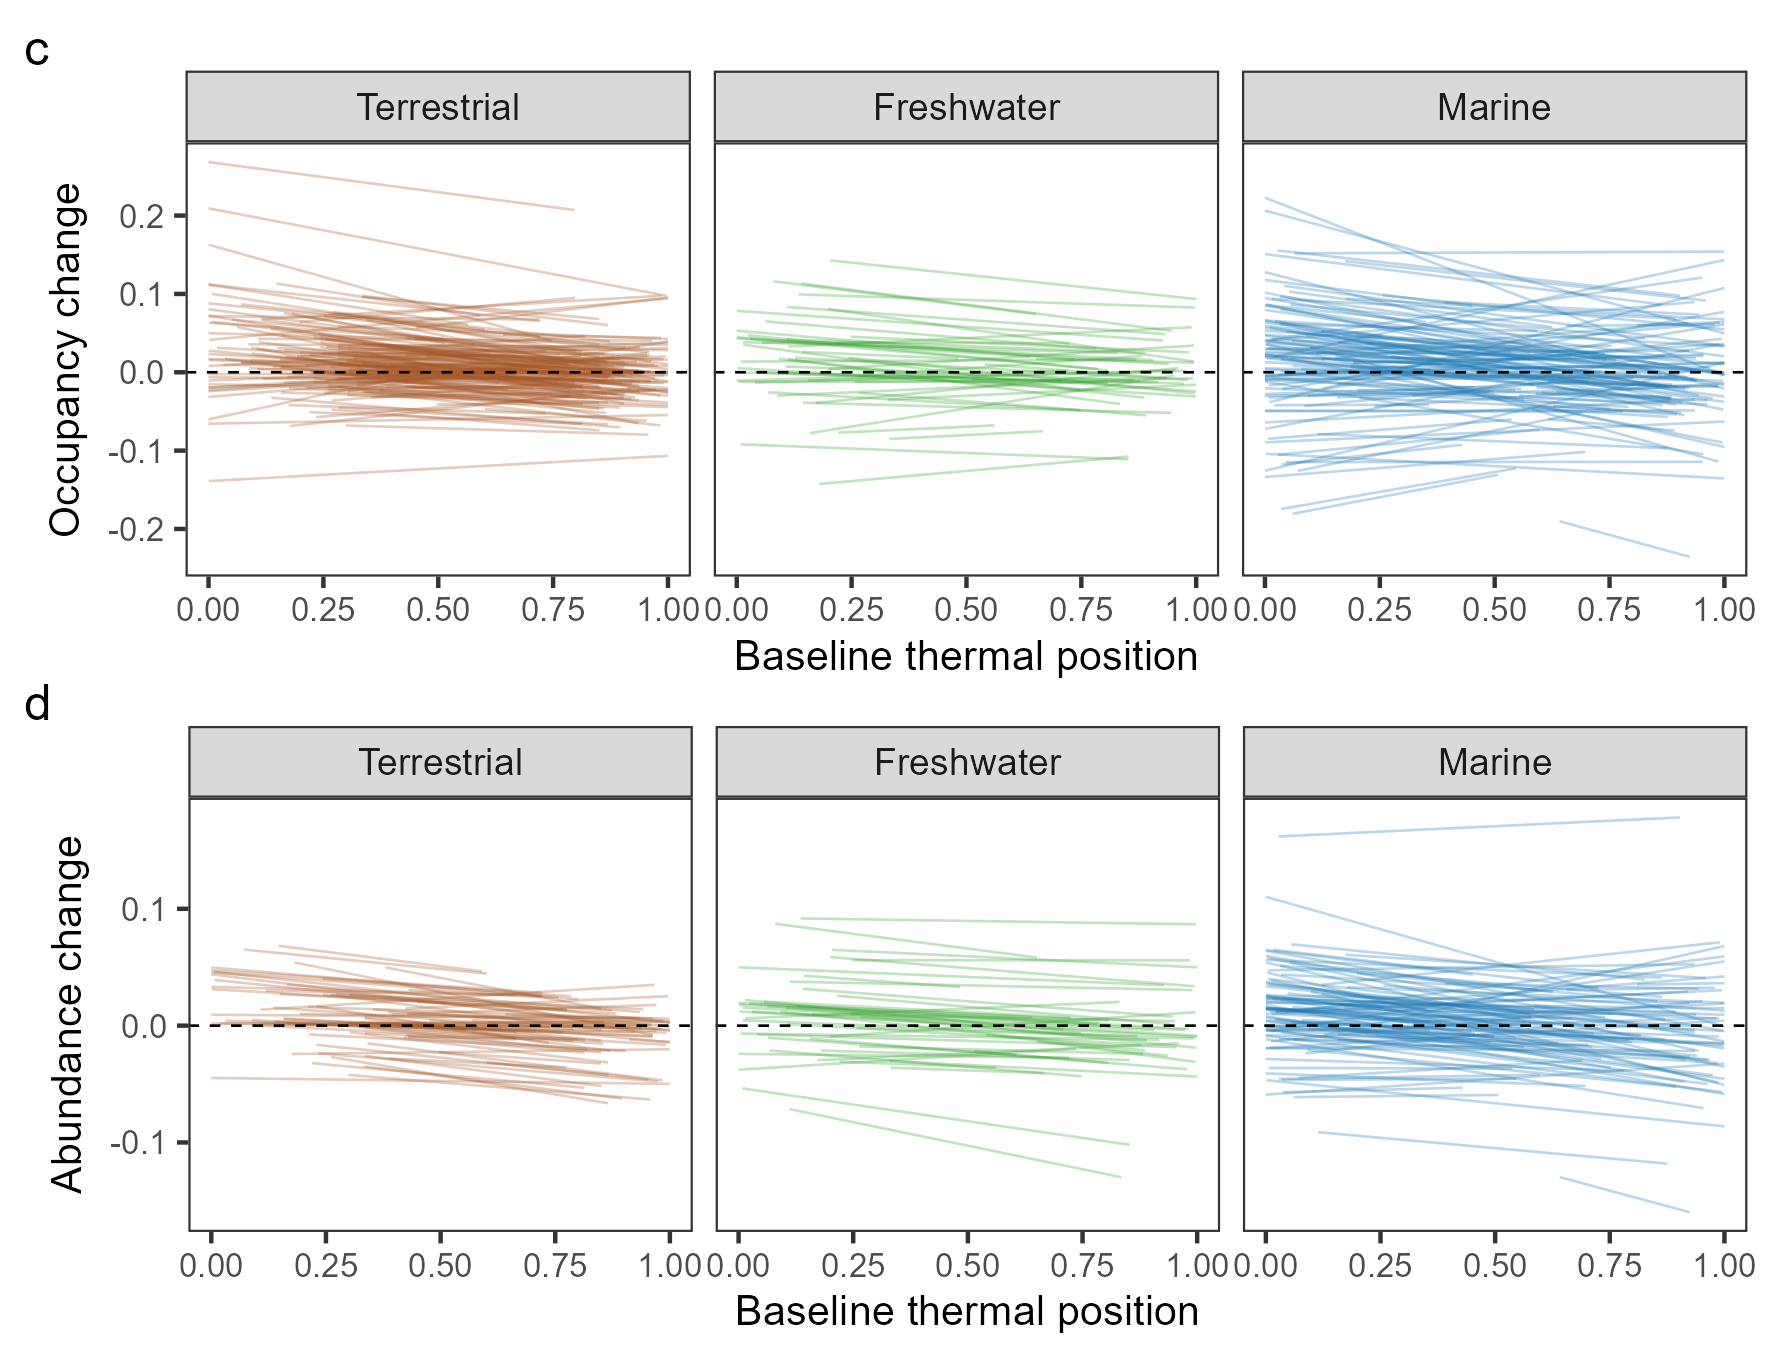 c
Terrestrial Freshwater Marine
Occupancy change
0.2
0.1
0.0
-0.1
-0.2
0.00 0.25 0.50 0.75 1.00 0.00 0.25 0.50 0.75 1.00 0.00 0.25 0.50 0.75 1.00
Baseline thermal position
d
Terrestrial Freshwater Marine
Abundance change
0.1
0.0
-0.1
0.00 0.25 0.50 0.75 1.00 0.00 0.25 0.50 0.75 1.00 0.00 0.25 0.50 0.75 1.00
Baseline thermal position